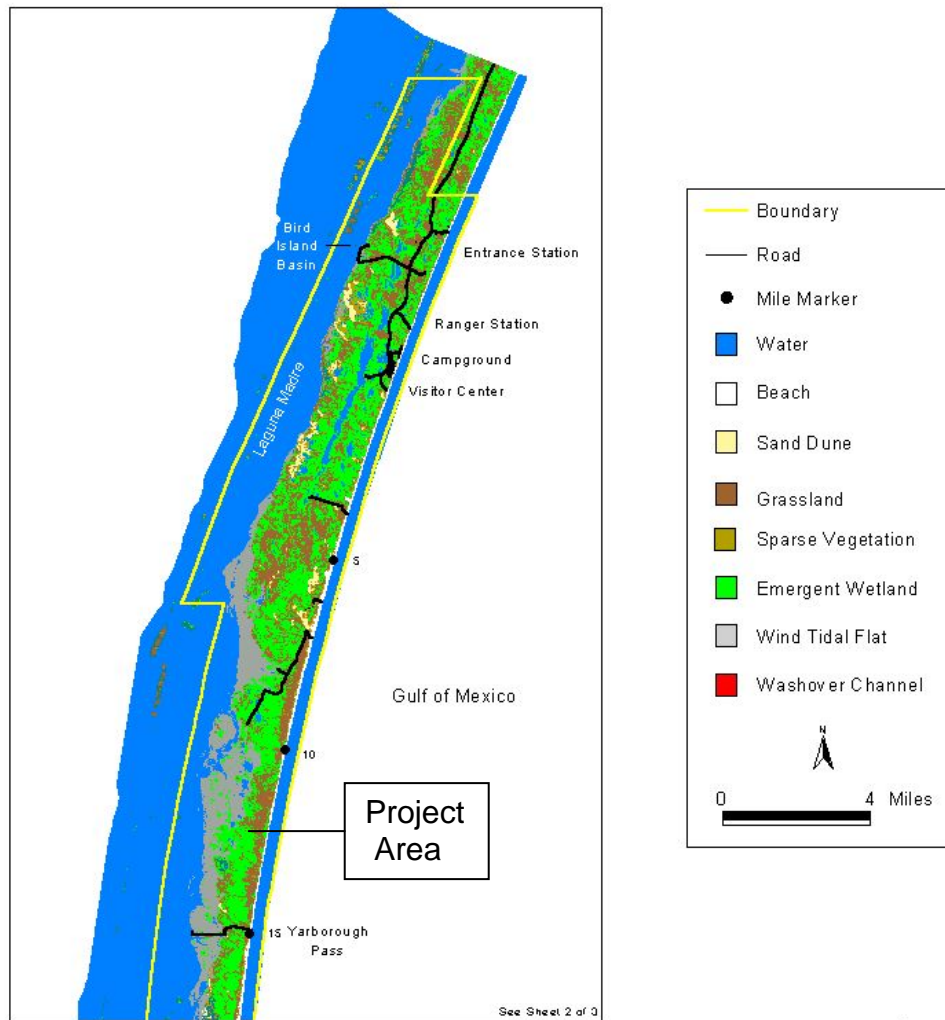 Bird
Island
Basin
Entrance Station
Ranger Station
Campground
Visitor Center
Laguna Madre
5
Gulf of Mexico
10
Project
Area
15 Yarborough
Pass
See Sheet 2 of 3
Boundary
Road
Mile Marker
Water
Beach
Sand Dune
Grassland
Sparse Vegetation
Emergent Wetland
Wind Tidal Flat
Washover Channel
N
0 4 Miles